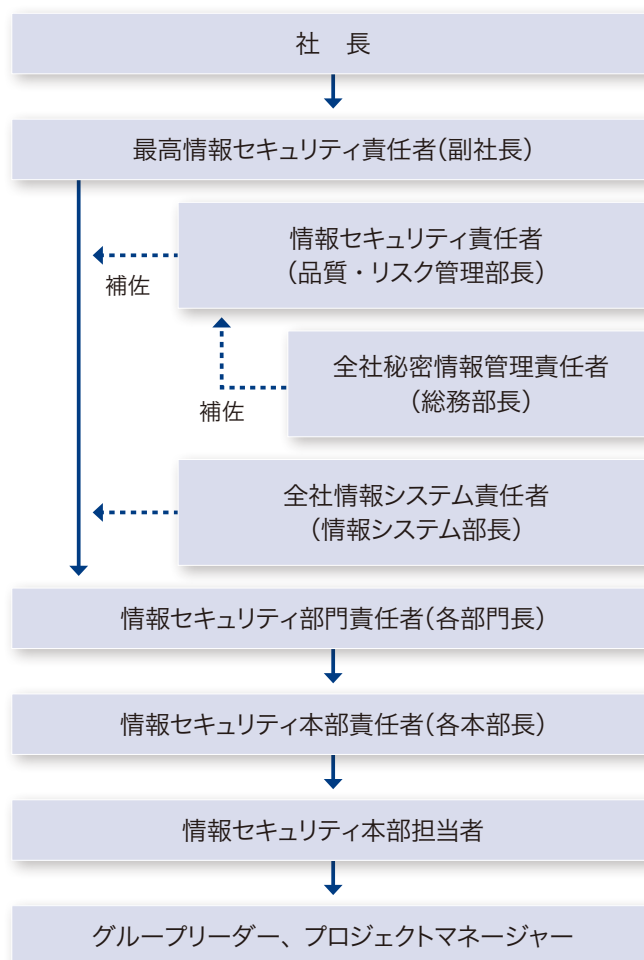 社　長
最高情報セキュリティ責任者(副社長)
情報セキュリティ責任者
(品質・リスク管理部長)
補佐
全社秘密情報管理責任者
(総務部長)
補佐
全社情報システム責任者
(情報システム部長)
情報セキュリティ部門責任者(各部門長)
情報セキュリティ本部責任者(各本部長)
情報セキュリティ本部担当者
グループリーダー、プロジェクトマネージャー